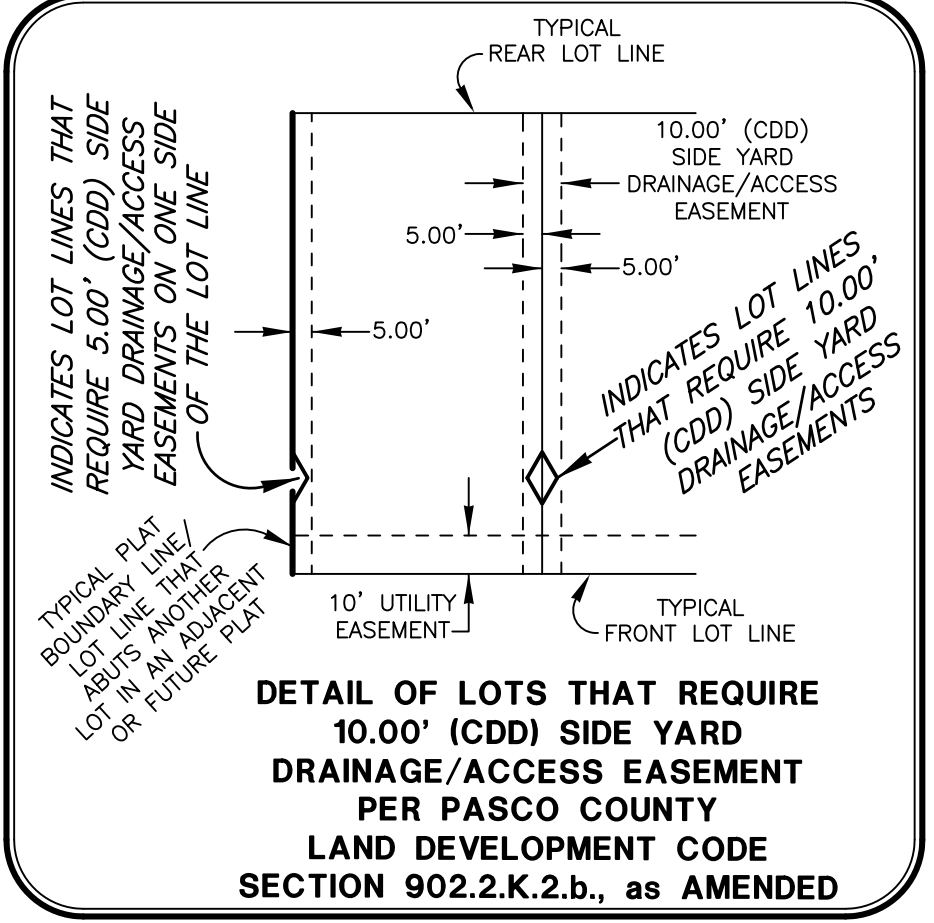 TYPICAL
REAR LOT LINE
INDICATES LOT LINES THAT
REQUIRE 5.00' (CDD) SIDE
YARD DRAINAGE/ACCESS
EASEMENTS ON ONE SIDE
OF THE LOT LINE
10.00' (CDD)
SIDE YARD
DRAINAGE/ACCESS
EASEMENT
5.00'
5.00'
5.00'
INDICATES LOT LINES
THAT REQUIRE 10.00'
(CDD) SIDE YARD
DRAINAGE/ACCESS
EASEMENTS
TYPICAL PLAT
BOUNDARY LINE/
LOT LINE THAT
ABUTS ANOTHER
LOT IN AN ADJACENT
OR FUTURE PLAT
10' UTILITY
EASEMENT
TYPICAL
FRONT LOT LINE
DETAIL OF LOTS THAT REQUIRE
10.00' (CDD) SIDE YARD
DRAINAGE/ACCESS EASEMENT
PER PASCO COUNTY
LAND DEVELOPMENT CODE
SECTION 902.2.K.2.b., as AMENDED